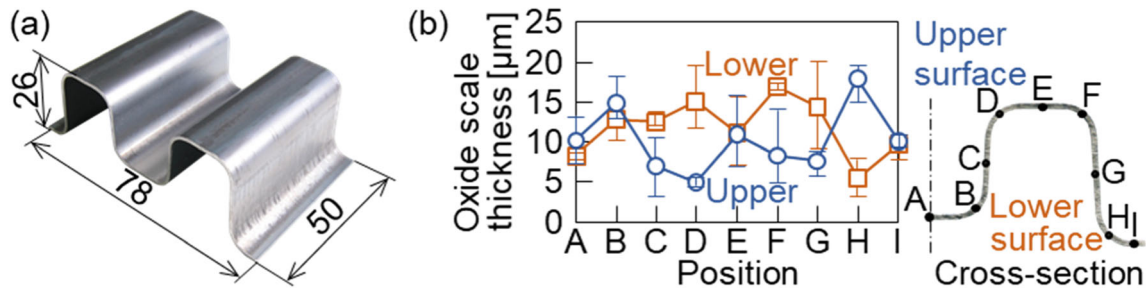 (a)
26
78
50
(b)
Oxide scale
thickness [µm]
25
20
15
10
5
0
Lower
Upper
A B C D E F G H I
Position
Upper
surface
A
B
C
D
E
F
G
H
I
Lower
surface
Cross-section